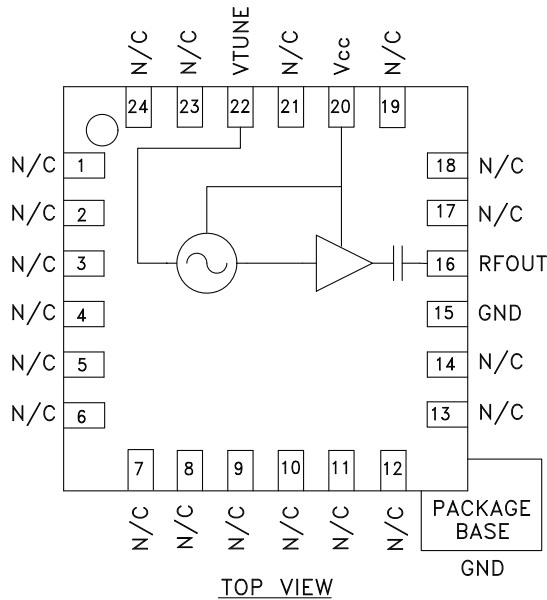 N/C
N/C
VTUNE
N/C
Vcc
N/C
24
23
22
21
20
19
N/C 1
18 N/C
N/C 2
17 N/C
N/C 3
16 RFOUT
N/C 4
15 GND
N/C 5
14 N/C
N/C 6
13 N/C
7
8
9
10
11
12
N/C
N/C
N/C
N/C
N/C
N/C
PACKAGE
BASE
GND
TOP VIEW